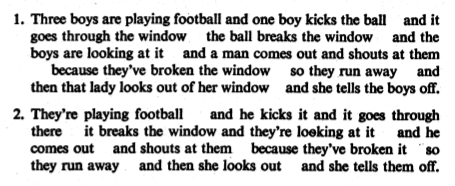 1. Three boys are playing football and one boy kicks the ball and it
goes through the window the ball breaks the window and the
boys are looking at it and a man comes out and shouts at them
because they've broken the window so they run away and
then that lady looks out of her window and she tells the boys off.
2. They're playing football and he kicks it and it goes through
there it breaks the window and they're looking at it and he
comes out and shouts at them because they've broken it so
they run away and then she looks out and she tells them off.